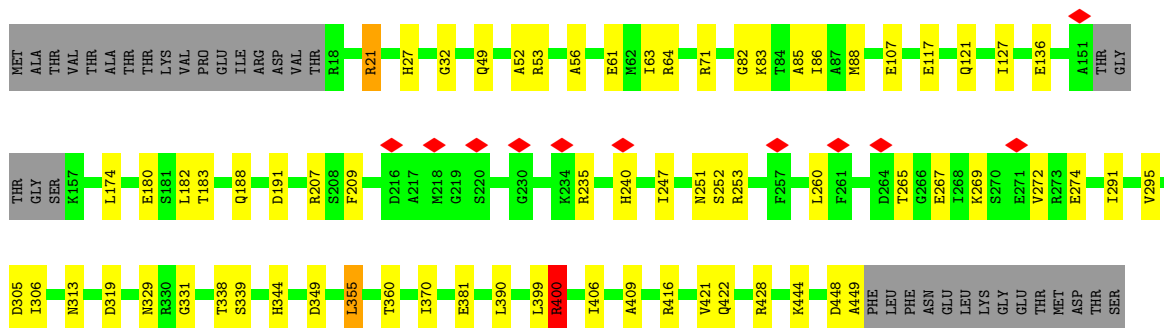 MET ALA THR VAL THR ALA THR THR LYS VAL PRO GLU ILE ARG ASP VAL THR R18 R21 H27 G32 Q49 A52 R53 A56 E61 M62 I63 R64 R71 G82 K83 T84 A85 I86 A87 M88 E107 E117 Q121 I127 E136 A151 THR GLY
THR GLY SER K157 L174 E180 S181 L182 T183 Q188 D191 R207 S208 F209 D216 A217 M218 G219 S220 G230 K234 R235 H240 I247 N251 S252 R253 F257 L260 F261 D264 T265 G266 E267 I268 K269 S270 E271 V272 R273 E274 I291 V295
D305 I306 N313 D319 N329 R330 G331 T338 S339 H344 D349 L355 T360 I370 E381 L390 L399 R400 I406 A409 R416 V421 Q422 R428 K444 D448 A449 PHE LEU PHE ASN GLU LEU LYS GLY GLU THR MET ASP THR SER